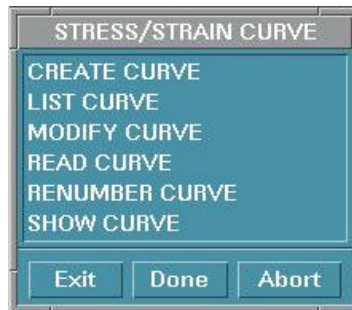 STRESS/STRAIN CURVE
CREATE CURVE
LIST CURVE
MODIFY CURVE
READ CURVE
RENUMBER CURVE
SHOW CURVE
Exit Done Abort